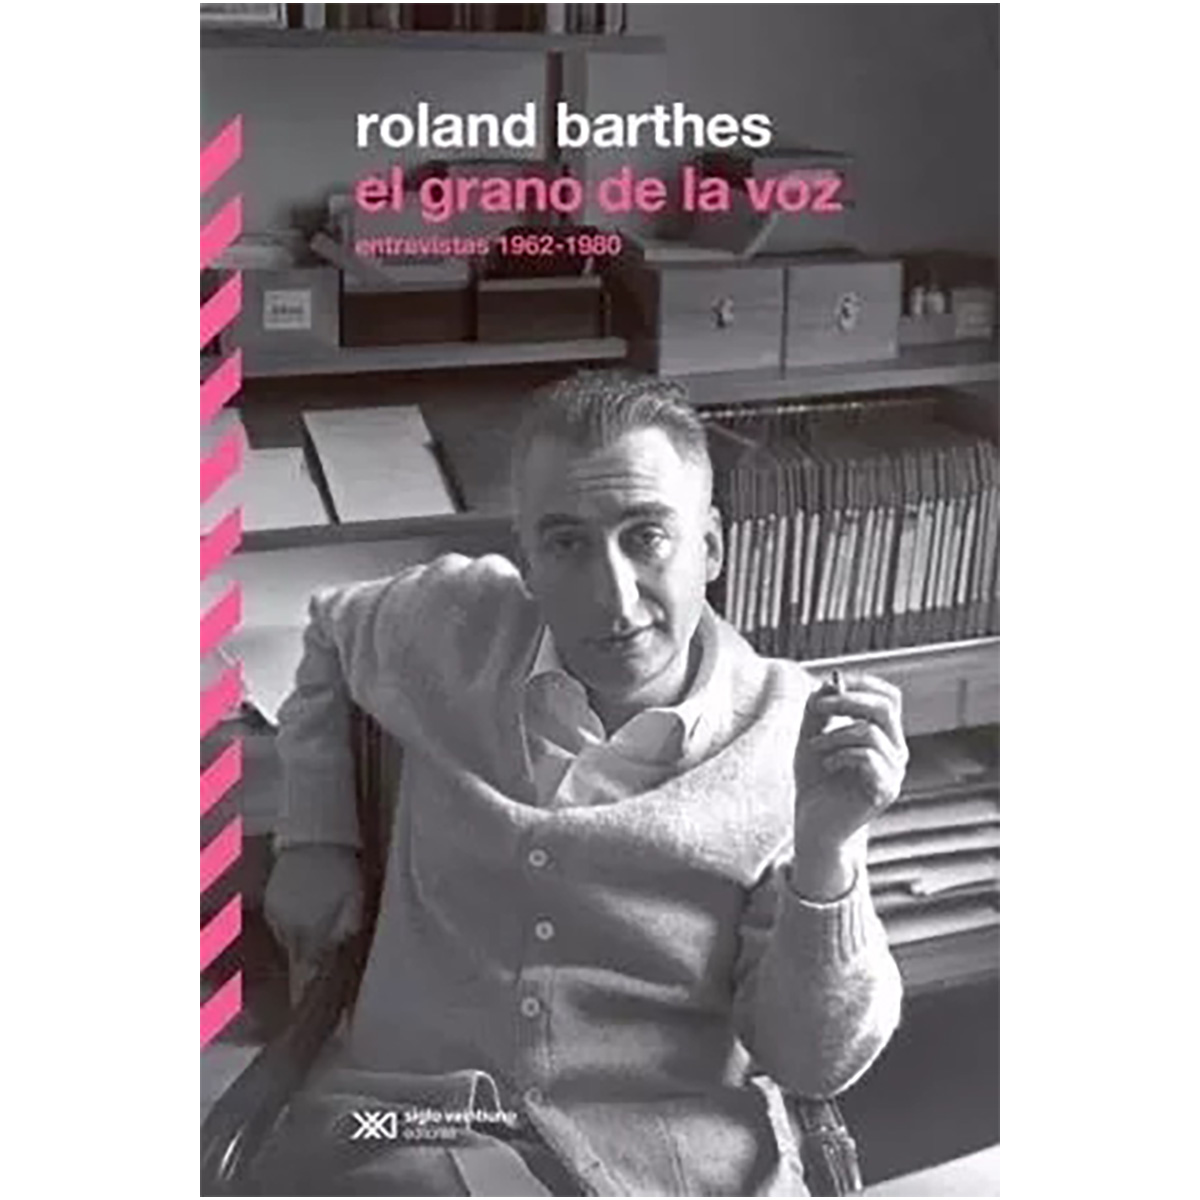 roland barthes
el grano de la voz
entrevistas 1962-1980
siglo veintiuno
editores